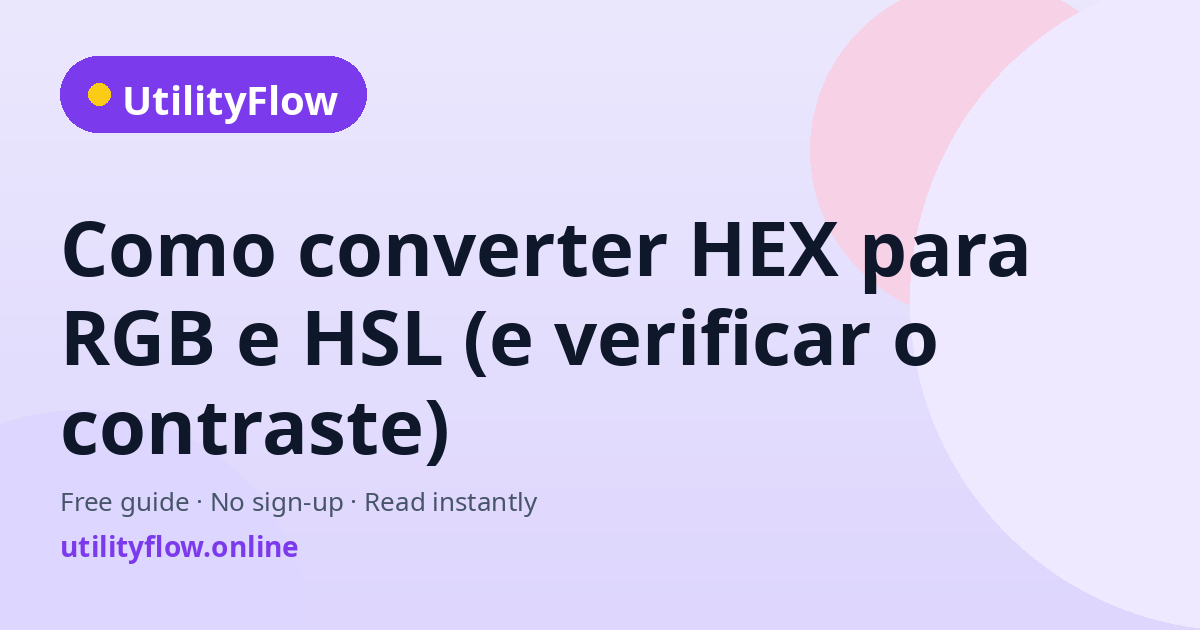 UtilityFlow
Como converter HEX para
RGB e HSL (e verificar o
contraste)
Free guide · No sign-up · Read instantly
utilityflow.online